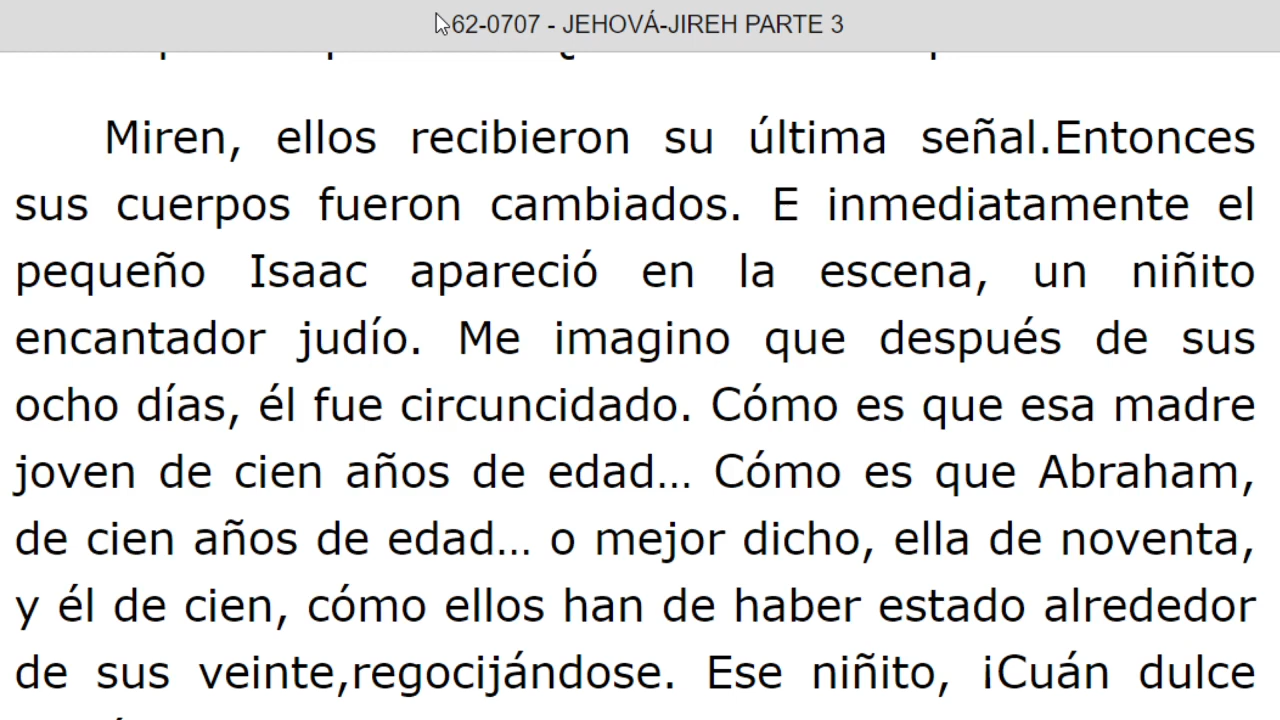 62-0707 - JEHOVÁ-JIREH PARTE 3
Miren, ellos recibieron su última señal.Entonces
sus cuerpos fueron cambiados. E inmediatamente el
pequeño Isaac apareció en la escena, un niñito
encantador judío. Me imagino que después de sus
ocho días, él fue circuncidado. Cómo es que esa madre
joven de cien años de edad... Cómo es que Abraham,
de cien años de edad... o mejor dicho, ella de noventa,
y él de cien, cómo ellos han de haber estado alrededor
de sus veinte,regocijándose. Ese niñito, ¡Cuán dulce